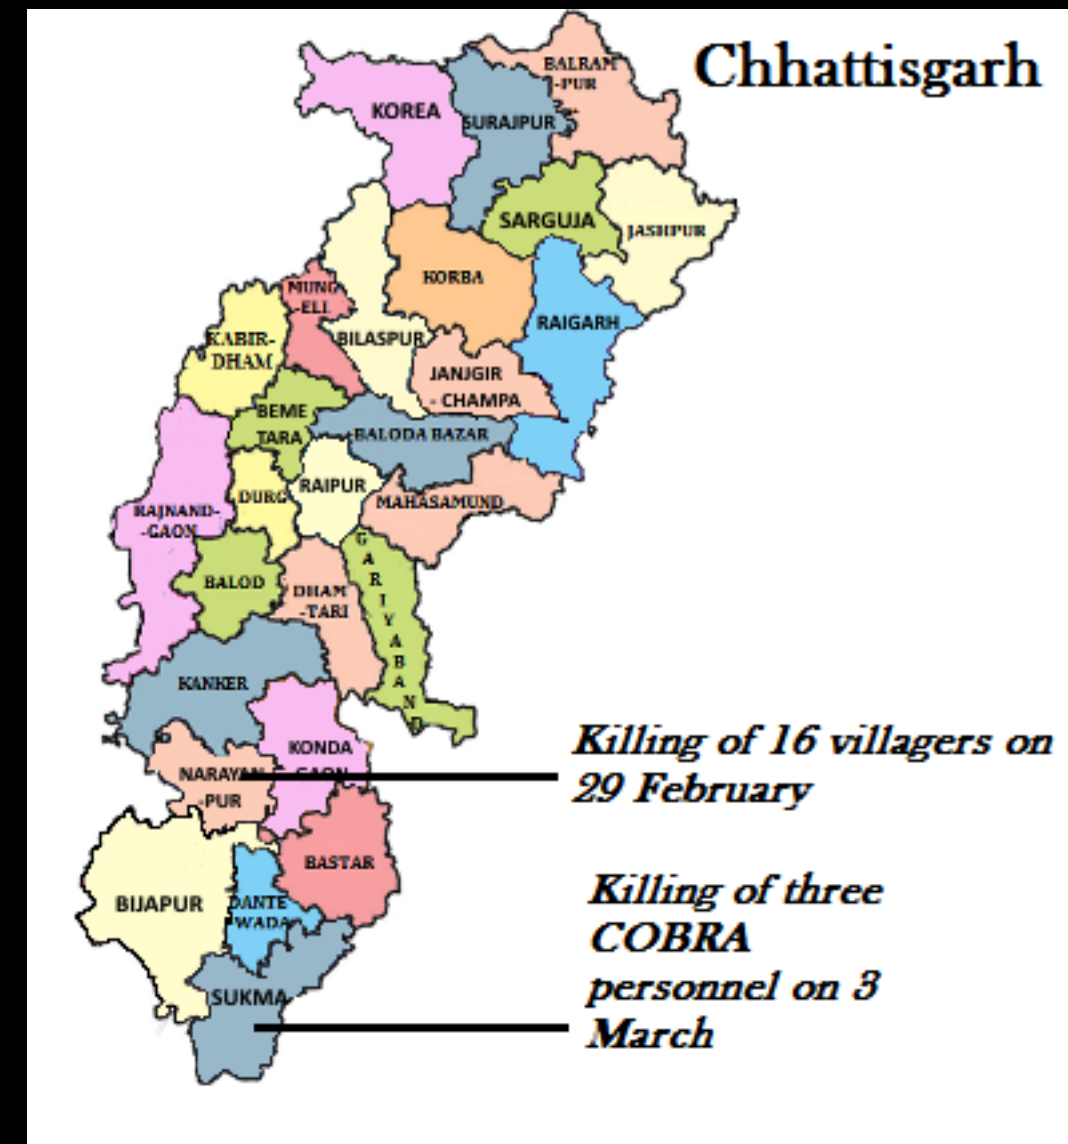 Chhattisgarh
BALRAM
-PUR
KOREA
SURAJPUR
SARGUJA
JASHPUR
KORBA
MUNG
-ELI
RAIGARH
BILASPUR
KABIR-
DHAM
JANJGIR
- CHAMPA
BEME
TARA
BALODA BAZAR
RAIPUR
DURG
MAHASAMUND
RAJNAND-
-GAON
GARIYABAND
BALOD
DHAM
-TARI
KANKER
KONDA
GAON
NARAYAN
-PUR
Killing of 16 villagers on
29 February
BASTAR
BIJAPUR
DANTE
WADA
Killing of three
COBRA
personnel on 3
March
SUKMA